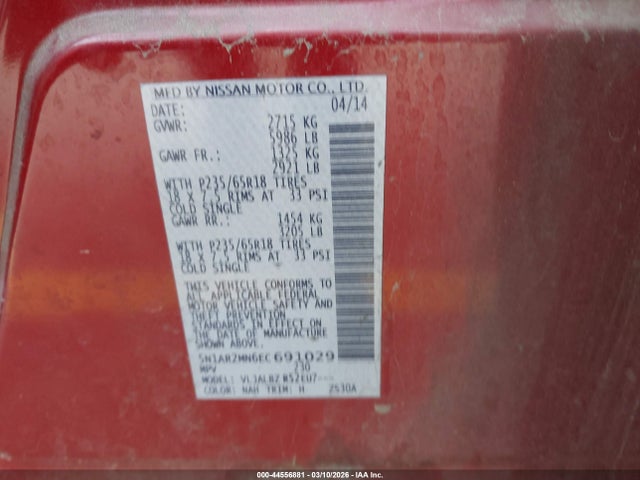 MFD BY NISSAN MOTOR CO., LTD.
DATE: 04/14
GVWR: 2715 KG
5986 LB
GAWR FR.: 1325 KG
2921 LB
WITH P235/65R18 TIRES
18 X 7.5 RIMS AT 33 PSI
COLD SINGLE
GAWR RR.: 1454 KG
3205 LB
WITH P235/65R18 TIRES
18 X 7.5 RIMS AT 33 PSI
COLD SINGLE
THIS VEHICLE CONFORMS TO
ALL APPLICABLE FEDERAL
MOTOR VEHICLE SAFETY AND
THEFT PREVENTION
STANDARDS IN EFFECT ON
THE DATE OF MANUFACTURE
SHOWN ABOVE.
5N1AR2MN6EC691029
MPV 230
MODEL:
COLOR: NAH TRIM: H 2S30A
000-44556881 - 03/10/2026 - IAA Inc.